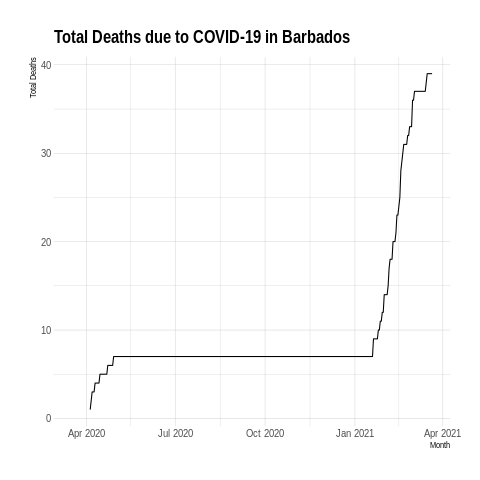 Total Deaths due to COVID-19 in Barbados
Total Deaths
40
30
20
10
0
Apr 2020 Jul 2020 Oct 2020 Jan 2021 Apr 2021
Month